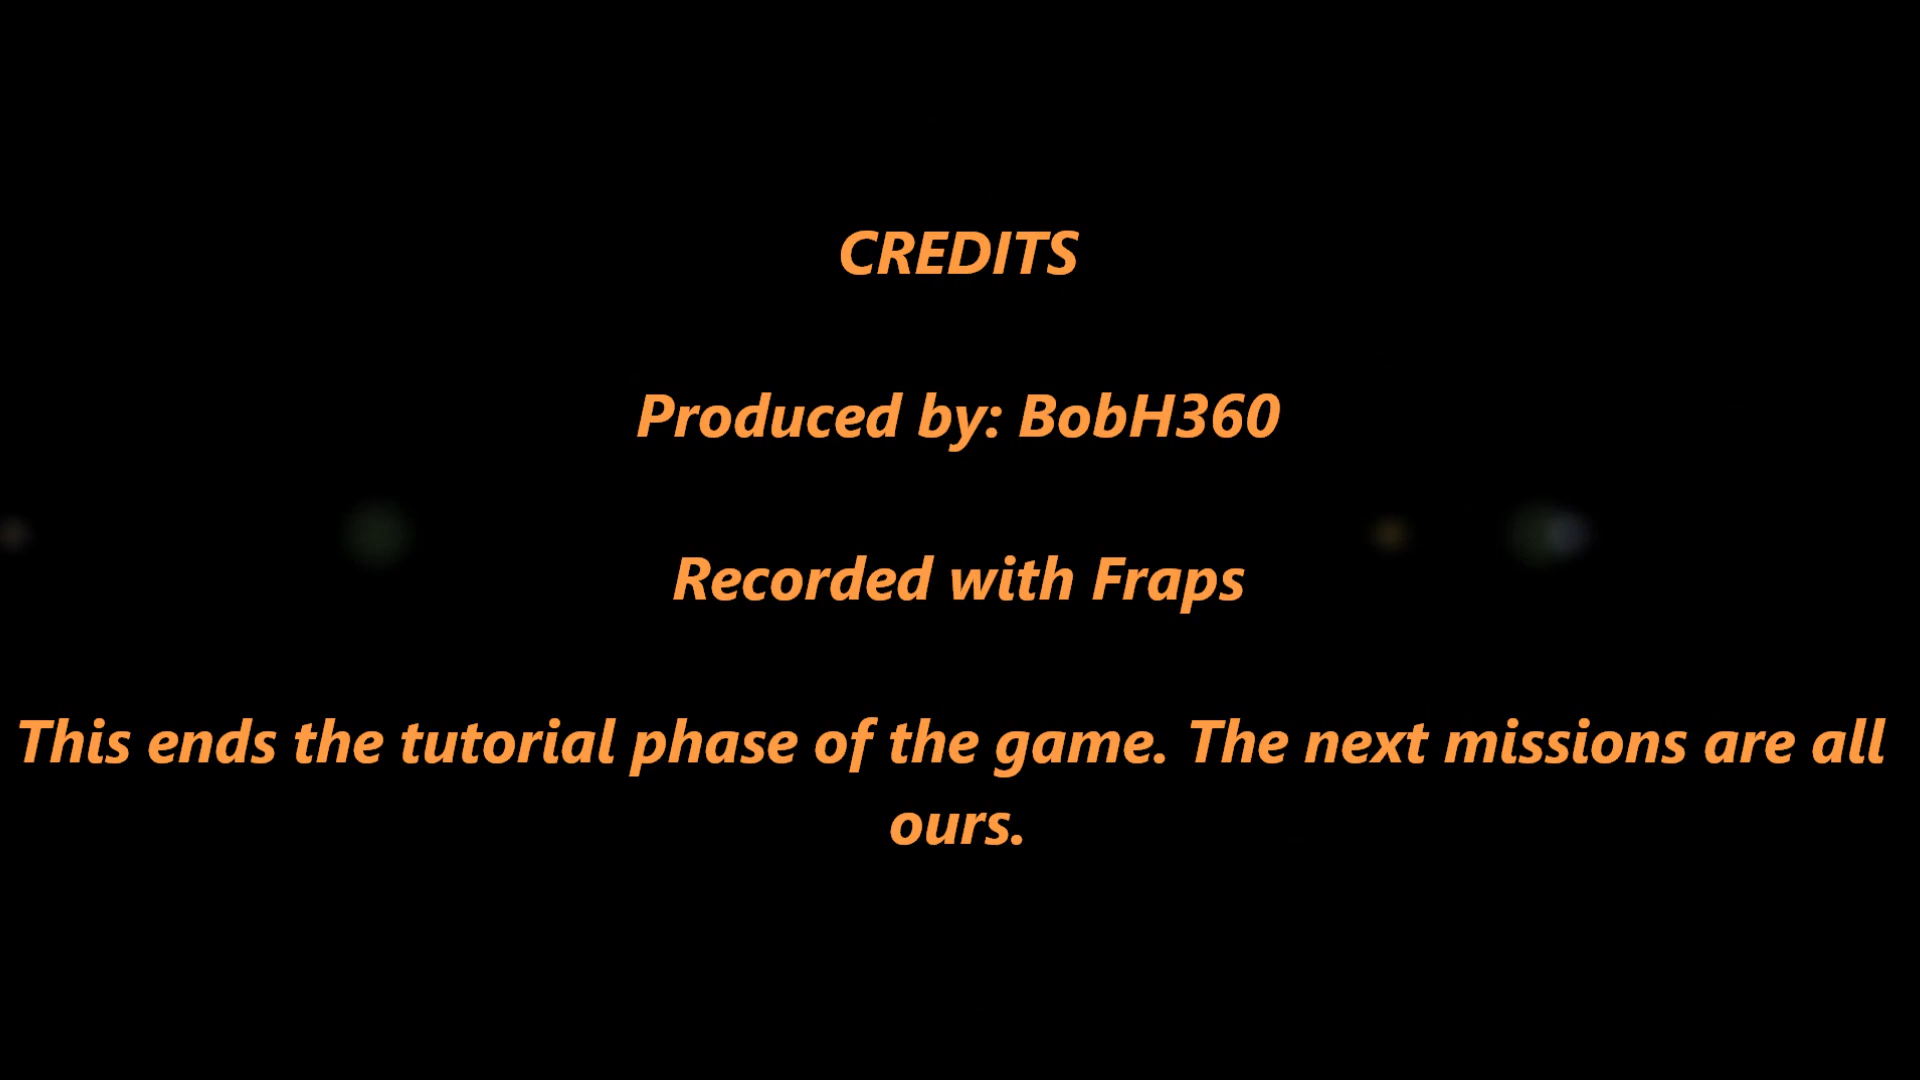 CREDITS
Produced by: BobH360
Recorded with Fraps
This ends the tutorial phase of the game. The next missions are all
ours.